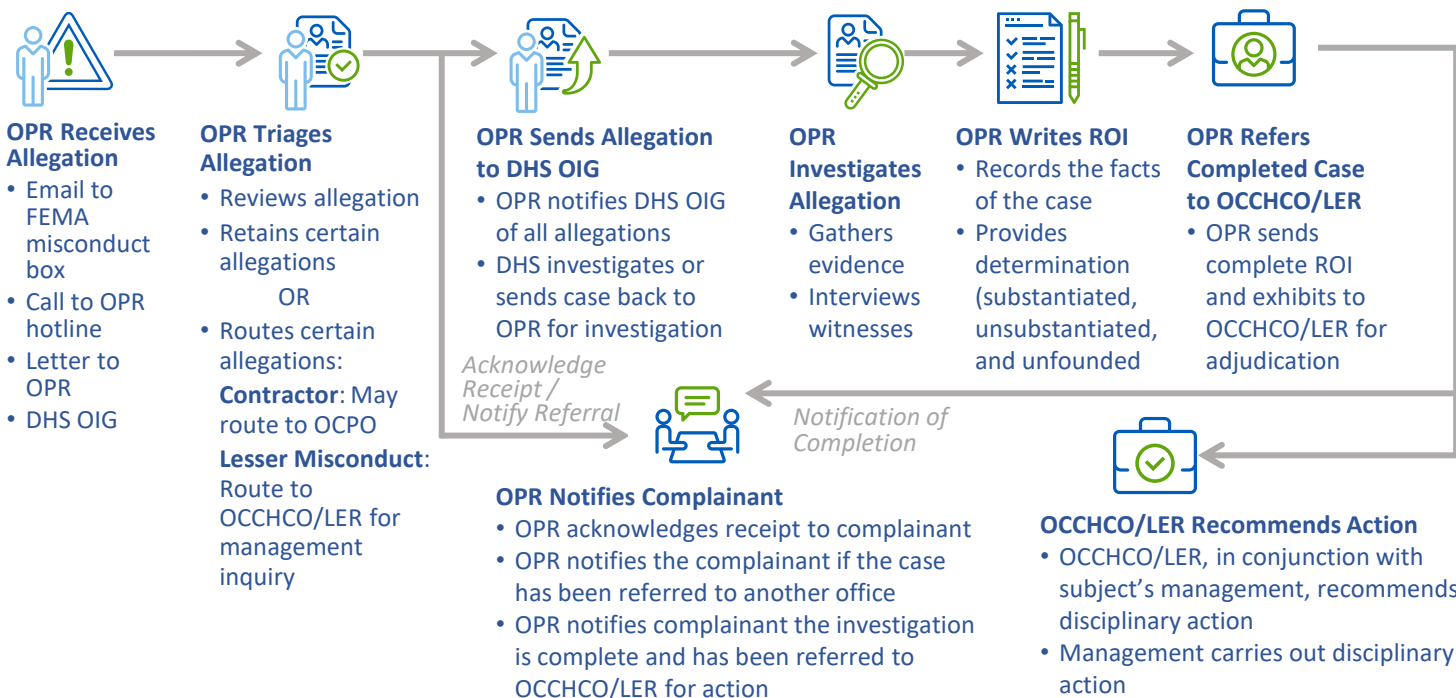 OPR Receives
Allegation
• Email to
FEMA
misconduct
box
• Call to OPR
hotline
• Letter to
OPR
• DHS OIG
OPR Triages
Allegation
• Reviews allegation
• Retains certain
allegations
OR
• Routes certain
allegations:
Contractor: May
route to OCPO
Lesser Misconduct:
Route to
OCCHCO/LER for
management
inquiry
OPR Sends Allegation
to DHS OIG
• OPR notifies DHS OIG
of all allegations
• DHS investigates or
sends case back to
OPR for investigation
OPR
Investigates
Allegation
• Gathers
evidence
• Interviews
witnesses
OPR Writes ROI
• Records the facts
of the case
• Provides
determination
(substantiated,
unsubstantiated,
and unfounded
OPR Refers
Completed Case
to OCCHCO/LER
• OPR sends
complete ROI
and exhibits to
OCCHCO/LER for
adjudication
Acknowledge
Receipt /
Notify Referral
Notification of
Completion
OPR Notifies Complainant
• OPR acknowledges receipt to complainant
• OPR notifies the complainant if the case
has been referred to another office
• OPR notifies complainant the investigation
is complete and has been referred to
OCCHCO/LER for action
OCCHCO/LER Recommends Action
• OCCHCO/LER, in conjunction with
subject's management, recommends
disciplinary action
• Management carries out disciplinary
action